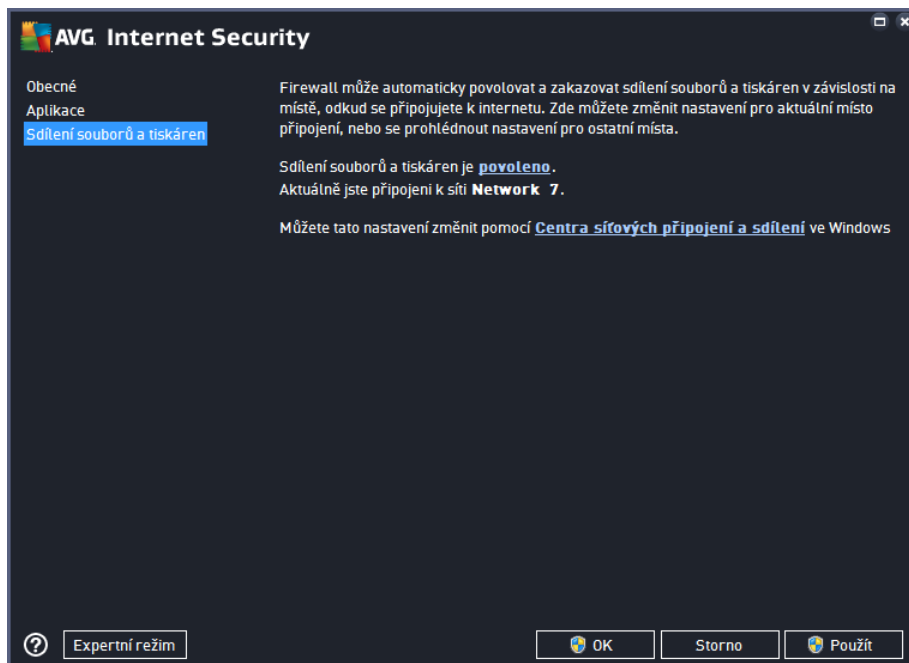 AVG. Internet Security
Obecné
Aplikace
Sdílení souborů a tiskáren
Firewall může automaticky povolovat a zakazovat sdílení souborů a tiskáren v závislosti na
místě, odkud se připojujete k internetu. Zde můžete změnit nastavení pro aktuální místo
připojení, nebo se prohlédnout nastavení pro ostatní místa.
Sdílení souborů a tiskáren je povoleno.
Aktuálně jste připojeni k síti Network 7.
Můžete tato nastavení změnit pomocí Centra síťových připojení a sdílení ve Windows
? Expertní režim
OK
Storno
Použít